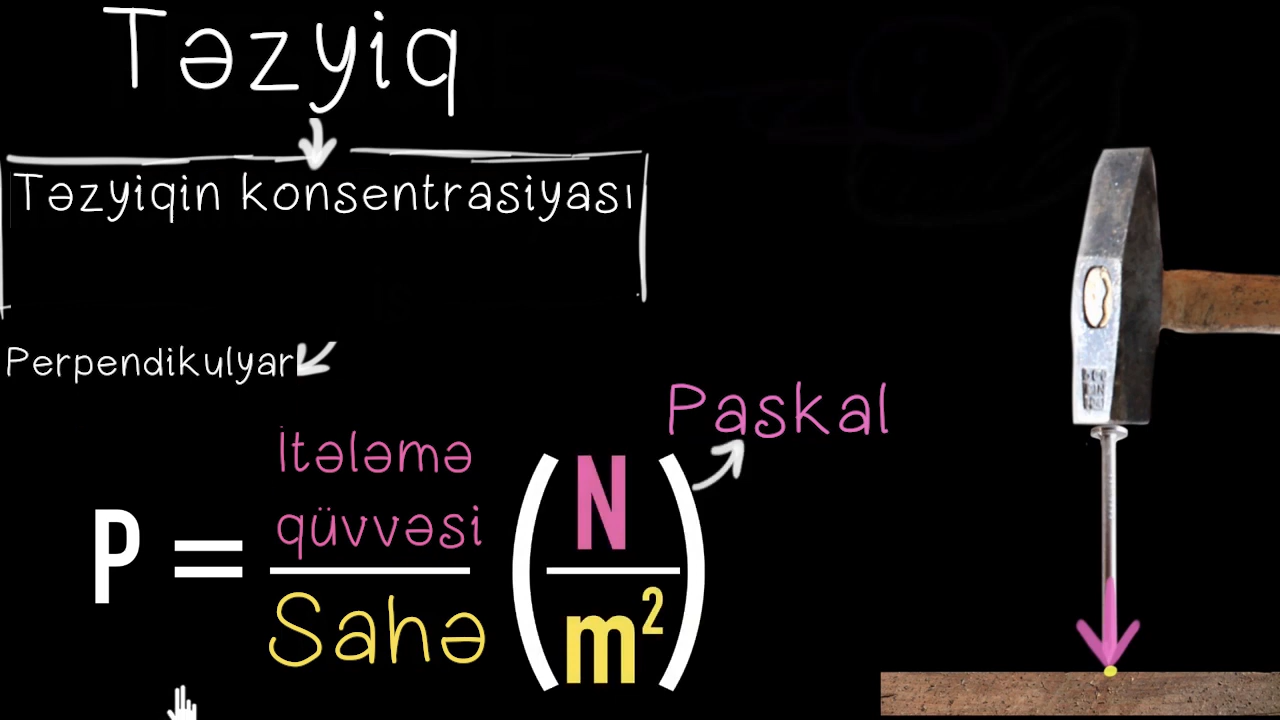 Təzyiq
Təzyiqin konsentrasiyası
Perpendikulyar
Paskal
İtələmə
qüvvəsi
P =
Sahə
(N
m²)